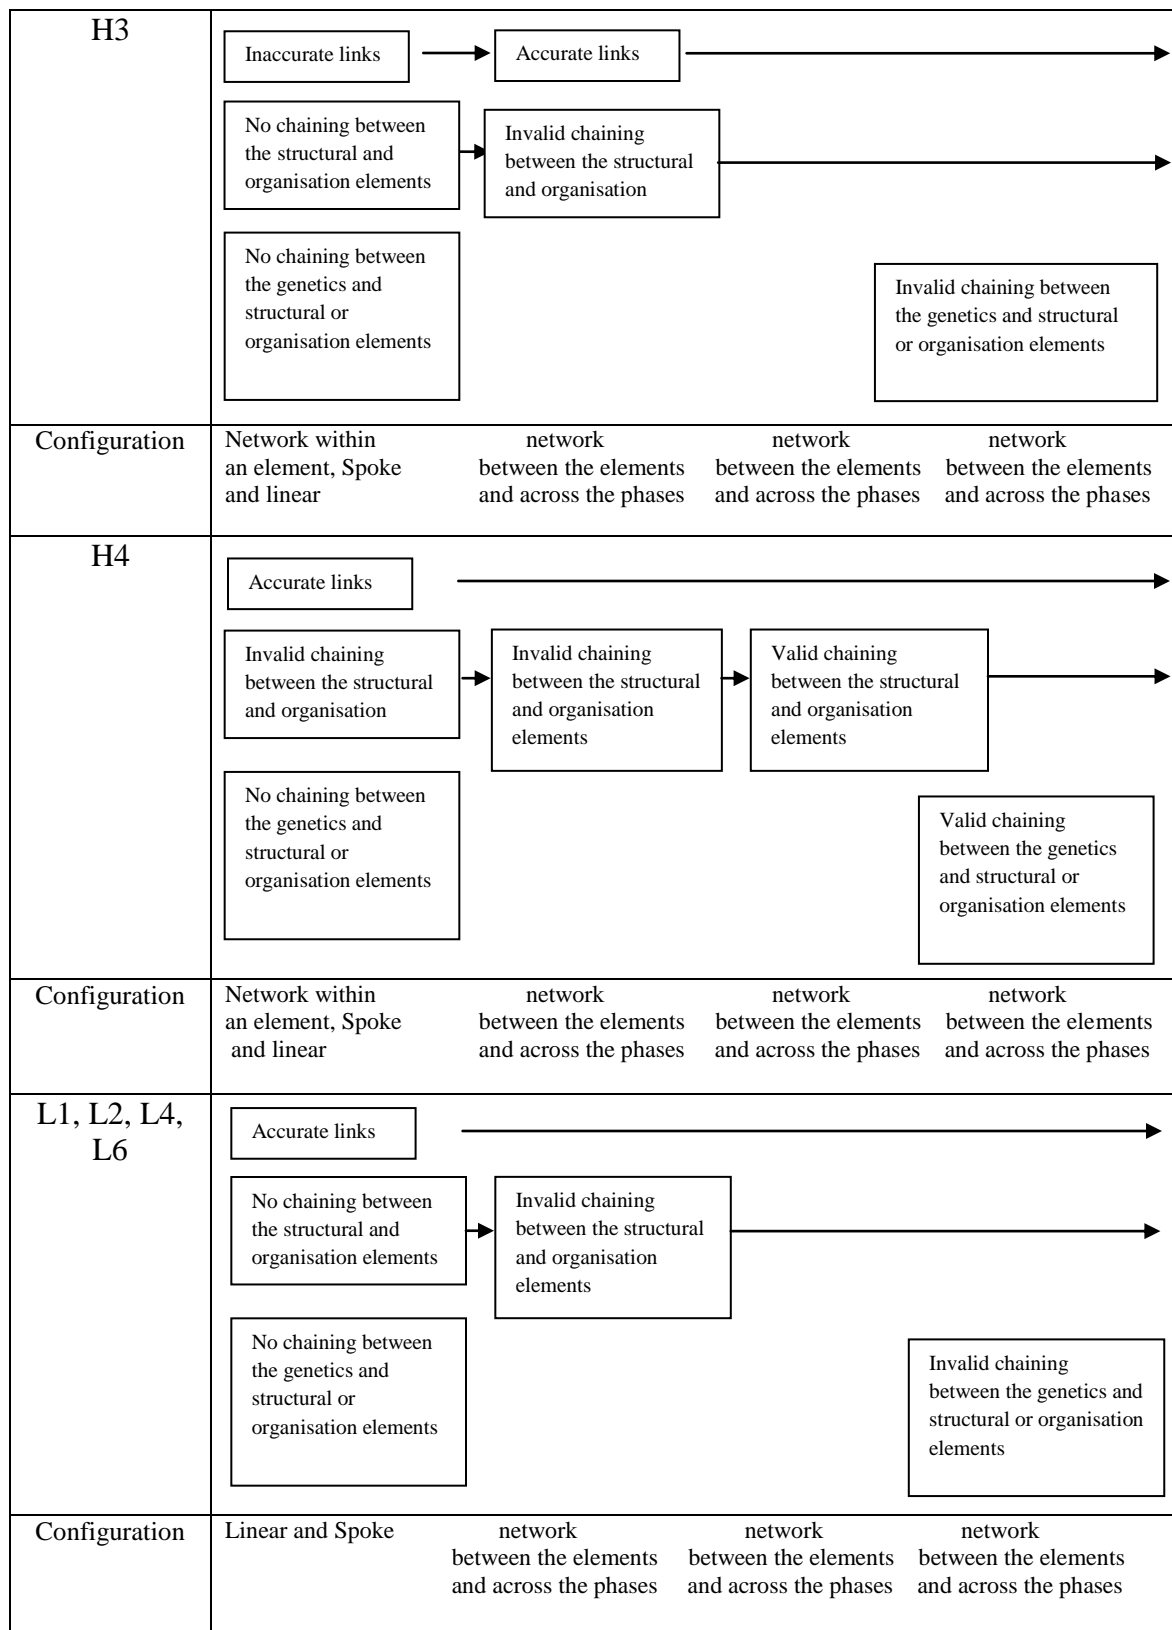 H3
Inaccurate links
Accurate links
No chaining between
the structural and
organisation elements
Invalid chaining
between the structural
and organisation
No chaining between
the genetics and
structural or
organisation elements
Invalid chaining between
the genetics and structural
or organisation elements
Configuration
Network within
an element, Spoke
and linear
network
between the elements
and across the phases
network
between the elements
and across the phases
network
between the elements
and across the phases
H4
Accurate links
Invalid chaining
between the structural
and organisation
Invalid chaining
between the structural
and organisation
elements
Valid chaining
between the structural
and organisation
elements
No chaining between
the genetics and
structural or
organisation elements
Valid chaining
between the genetics
and structural or
organisation elements
Configuration
Network within
an element, Spoke
and linear
network
between the elements
and across the phases
network
between the elements
and across the phases
network
between the elements
and across the phases
L1, L2, L4,
L6
Accurate links
No chaining between
the structural and
organisation elements
Invalid chaining
between the structural
and organisation
elements
No chaining between
the genetics and
structural or
organisation elements
Invalid chaining
between the genetics and
structural or organisation
elements
Configuration
Linear and Spoke
network
between the elements
and across the phases
network
between the elements
and across the phases
network
between the elements
and across the phases